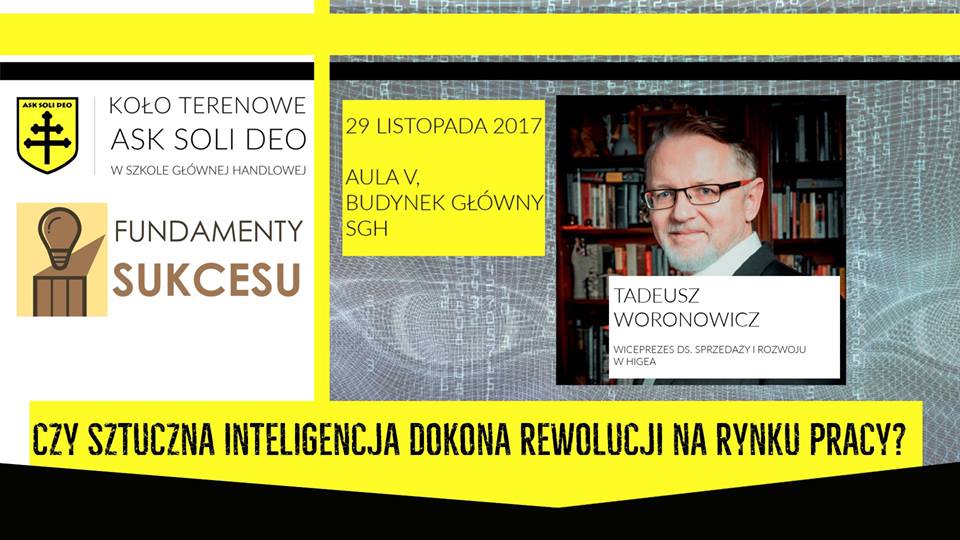 ASK SOLI DEO
KOŁO TERENOWE
ASK SOLI DEO
W SZKOLE GŁÓWNEJ HANDLOWEJ
FUNDAMENTY
SUKCESU
29 LISTOPADA 2017
AULA V,
BUDYNEK GŁÓWNY
SGH
TADEUSZ
WORONOWICZ
WICEPREZES DS. SPRZEDAŻY I ROZWOJU
W HIGEA
CZY SZTUCZNA INTELIGENCJA DOKONA REWOLUCJI NA RYNKU PRACY?